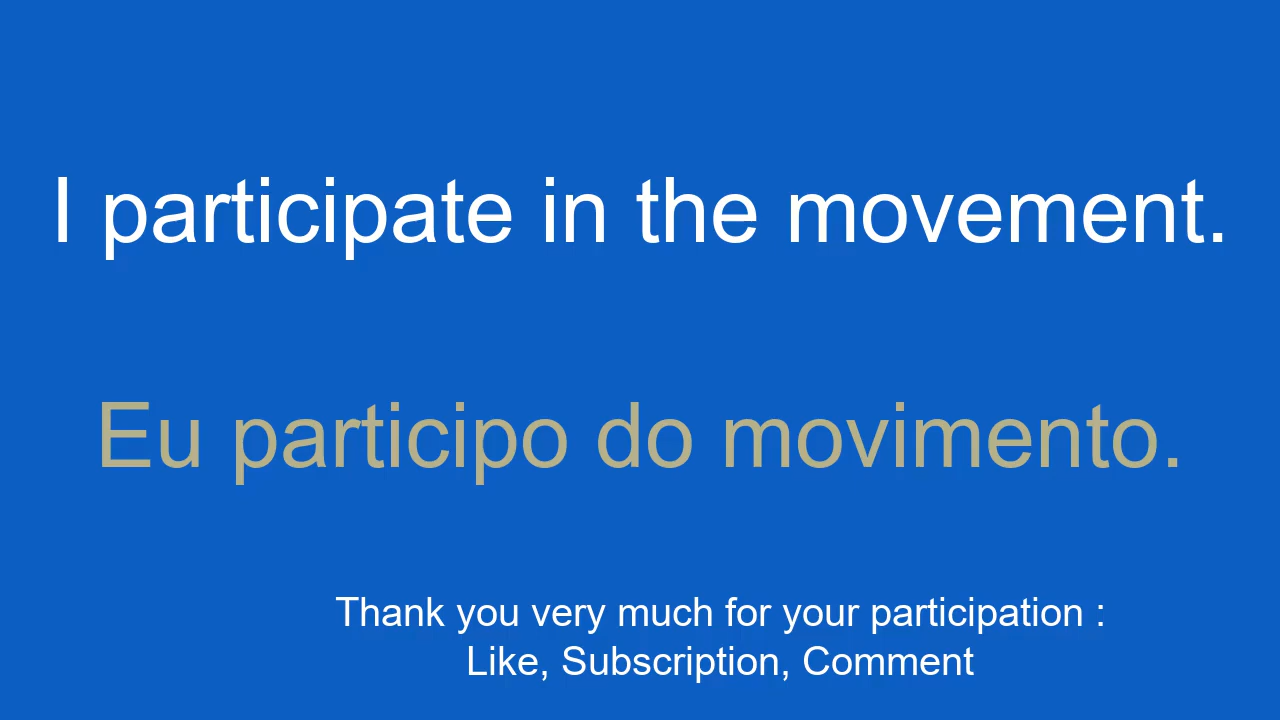 I participate in the movement.
Eu participo do movimento.
Thank you very much for your participation :
Like, Subscription, Comment